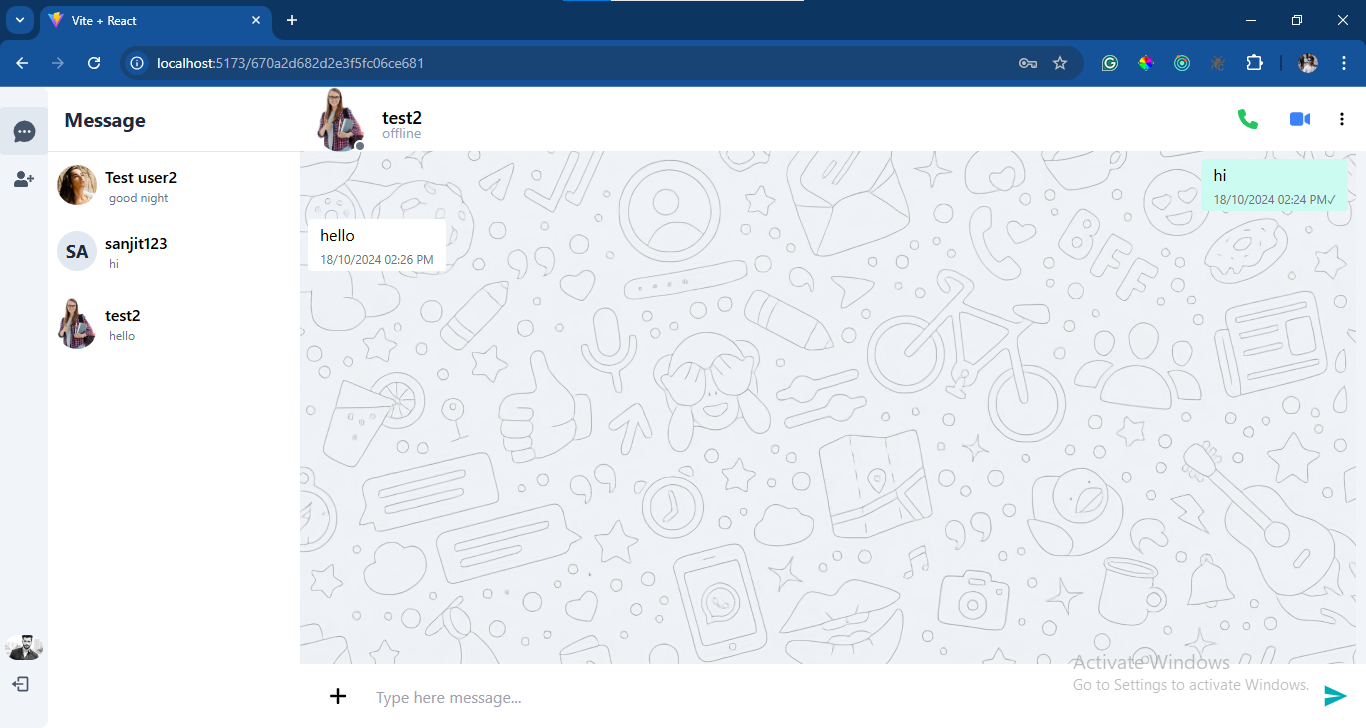 Vite + React
localhost:5173/670a2d682d2e3f5fc06ce681
Message
test2
offline
Test user2
good night
SA
sanjit123
hi
test2
hello
hi
18/10/2024 02:24 PM✓
hello
18/10/2024 02:26 PM
BFF
Activate Windows
Go to Settings to activate Windows.
Type here message...